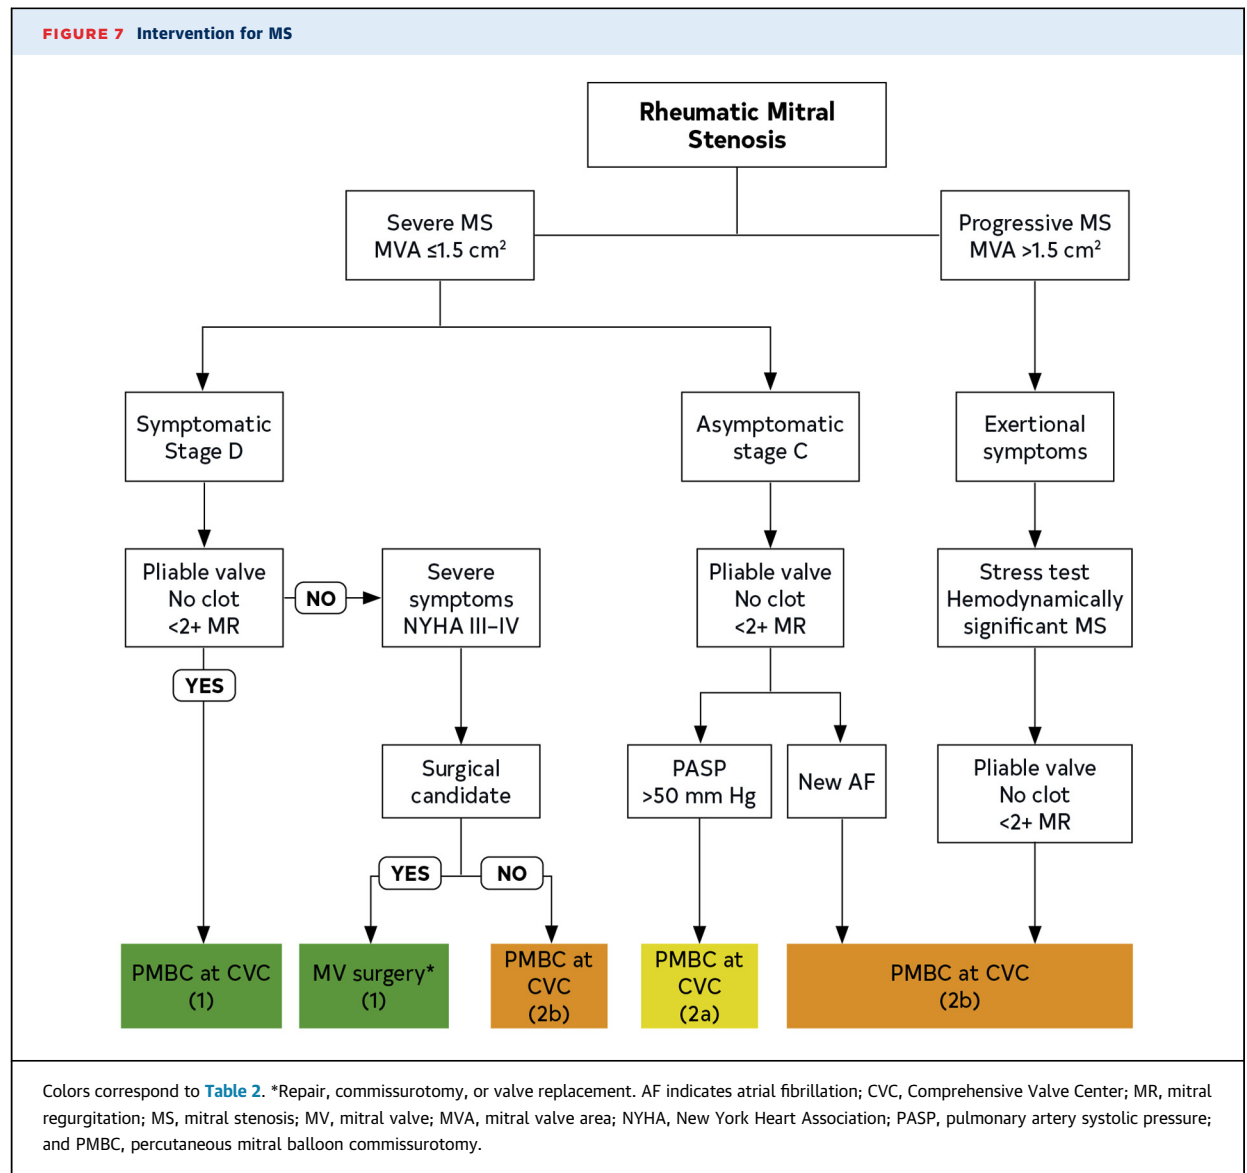 FIGURE 7 Intervention for MS
Rheumatic Mitral
Stenosis
Severe MS
MVA ≤1.5 cm²
Progressive MS
MVA >1.5 cm²
Symptomatic
Stage D
Asymptomatic
stage C
Exertional
symptoms
Pliable valve
No clot
<2+ MR
NO
Severe
symptoms
NYHA III–IV
Pliable valve
No clot
<2+ MR
Stress test
Hemodynamically
significant MS
YES
Surgical
candidate
PASP
>50 mm Hg
New AF
Pliable valve
No clot
<2+ MR
YES
NO
PMBC at CVC
(1)
MV surgery*
(1)
PMBC at
CVC
(2b)
PMBC at
CVC
(2a)
PMBC at CVC
(2b)
Colors correspond to Table 2. *Repair, commissurotomy, or valve replacement. AF indicates atrial fibrillation; CVC, Comprehensive Valve Center; MR, mitral
regurgitation; MS, mitral stenosis; MV, mitral valve; MVA, mitral valve area; NYHA, New York Heart Association; PASP, pulmonary artery systolic pressure;
and PMBC, percutaneous mitral balloon commissurotomy.